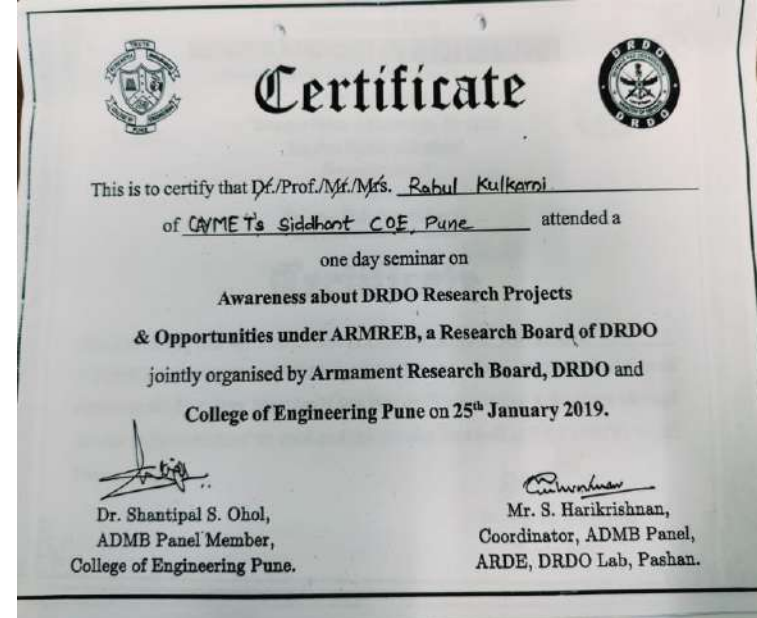 Certificate
DRDO
DRDO
This is to certify that Dr./Prof./Mr./Mrs. Rahul Kulkarni
of CAYMET's Siddhant COE, Pune attended a
one day seminar on
Awareness about DRDO Research Projects
& Opportunities under ARMREB, a Research Board of DRDO
jointly organised by Armament Research Board, DRDO and
College of Engineering Pune on 25th January 2019.
Dr. Shantipal S. Ohol,
ADMB Panel Member,
College of Engineering Pune.
Mr. S. Harikrishnan,
Coordinator, ADMB Panel,
ARDE, DRDO Lab, Pashan.